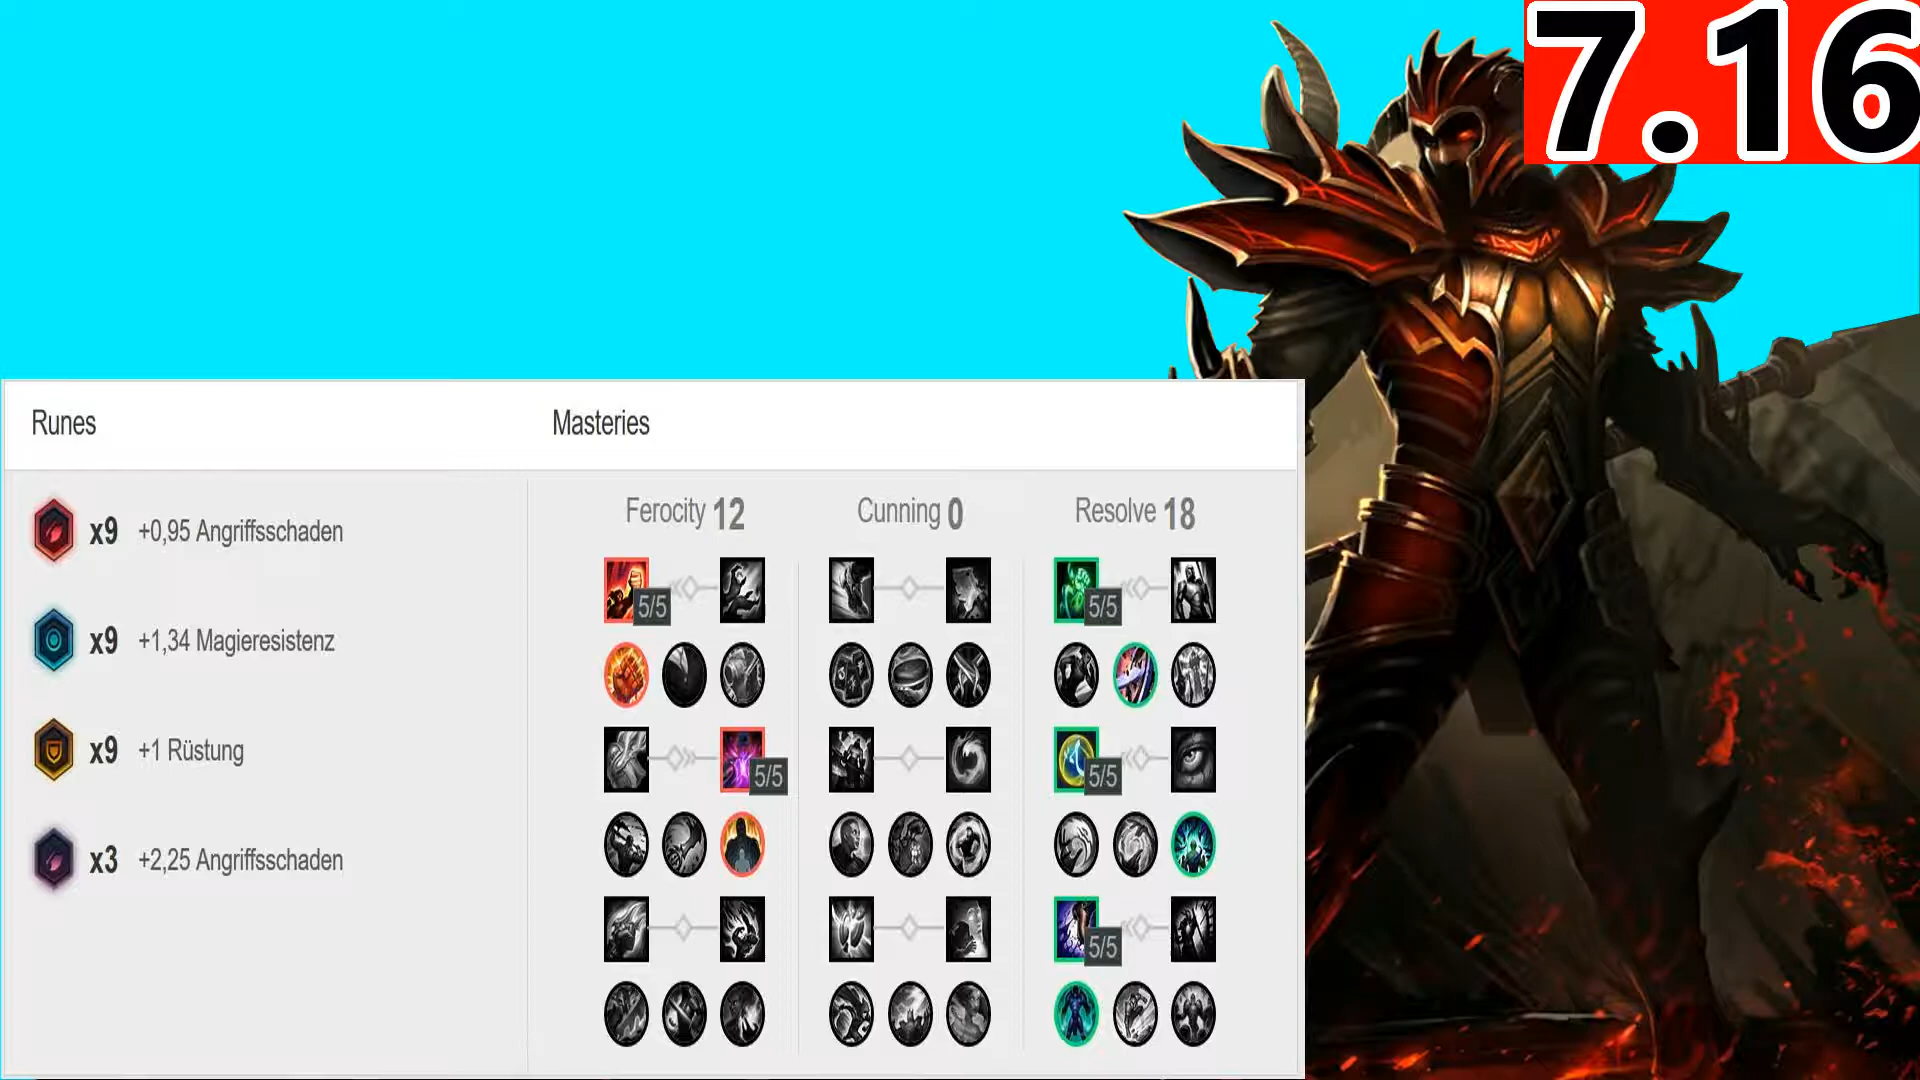 7.16
Runes
Masteries
x9 +0,95 Angriffsschaden
x9 +1,34 Magieresistenz
x9 +1 Rüstung
x3 +2,25 Angriffsschaden
Ferocity 12
Cunning 0
Resolve 18
5/5
5/5
5/5
5/5
5/5